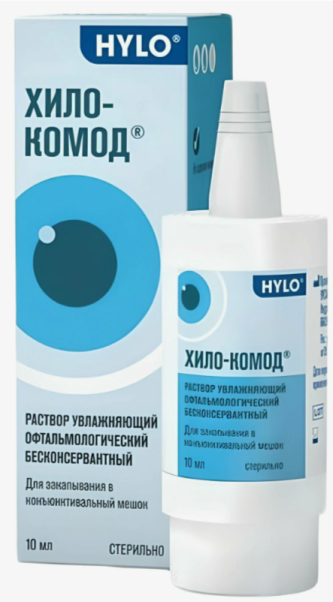 HYLO®
ХИЛО-
КОМОД®
РАСТВОР УВЛАЖНЯЮЩИЙ
ОФТАЛЬМОЛОГИЧЕСКИЙ
БЕСКОНСЕРВАНТНЫЙ
Для закапывания в
конъюнктивальный мешок
10 мл
СТЕРИЛЬНО
HYLO®
ХИЛО-КОМОД®
РАСТВОР УВЛАЖНЯЮЩИЙ
ОФТАЛЬМОЛОГИЧЕСКИЙ
БЕСКОНСЕРВАНТНЫЙ
Для закапывания в
конъюнктивальный мешок
10 мл
стерильно
LOT